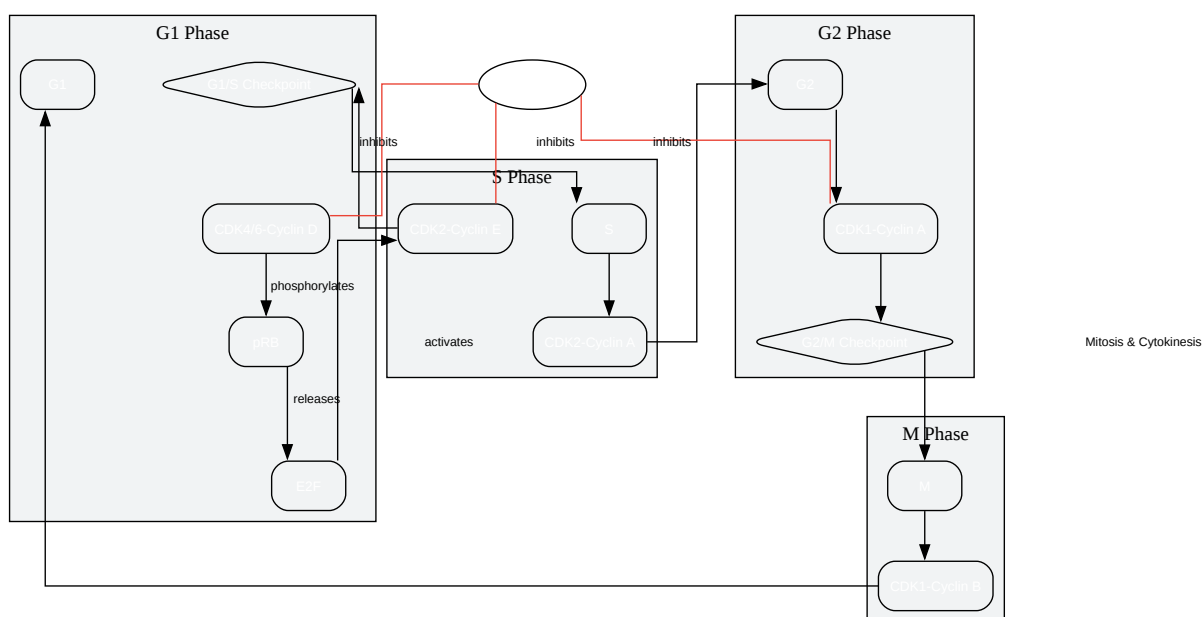 G1 Phase
G2 Phase
G1
G1/S Checkpoint
G2
inhibits
inhibits
inhibits
S Phase
CDK4/6-Cyclin D
CDK2-Cyclin E
S
CDK1-Cyclin A
phosphorylates
pRB
activates
CDK2-Cyclin A
G2/M Checkpoint
Mitosis & Cytokinesis
releases
M Phase
E2F
M
CDK1-Cyclin B